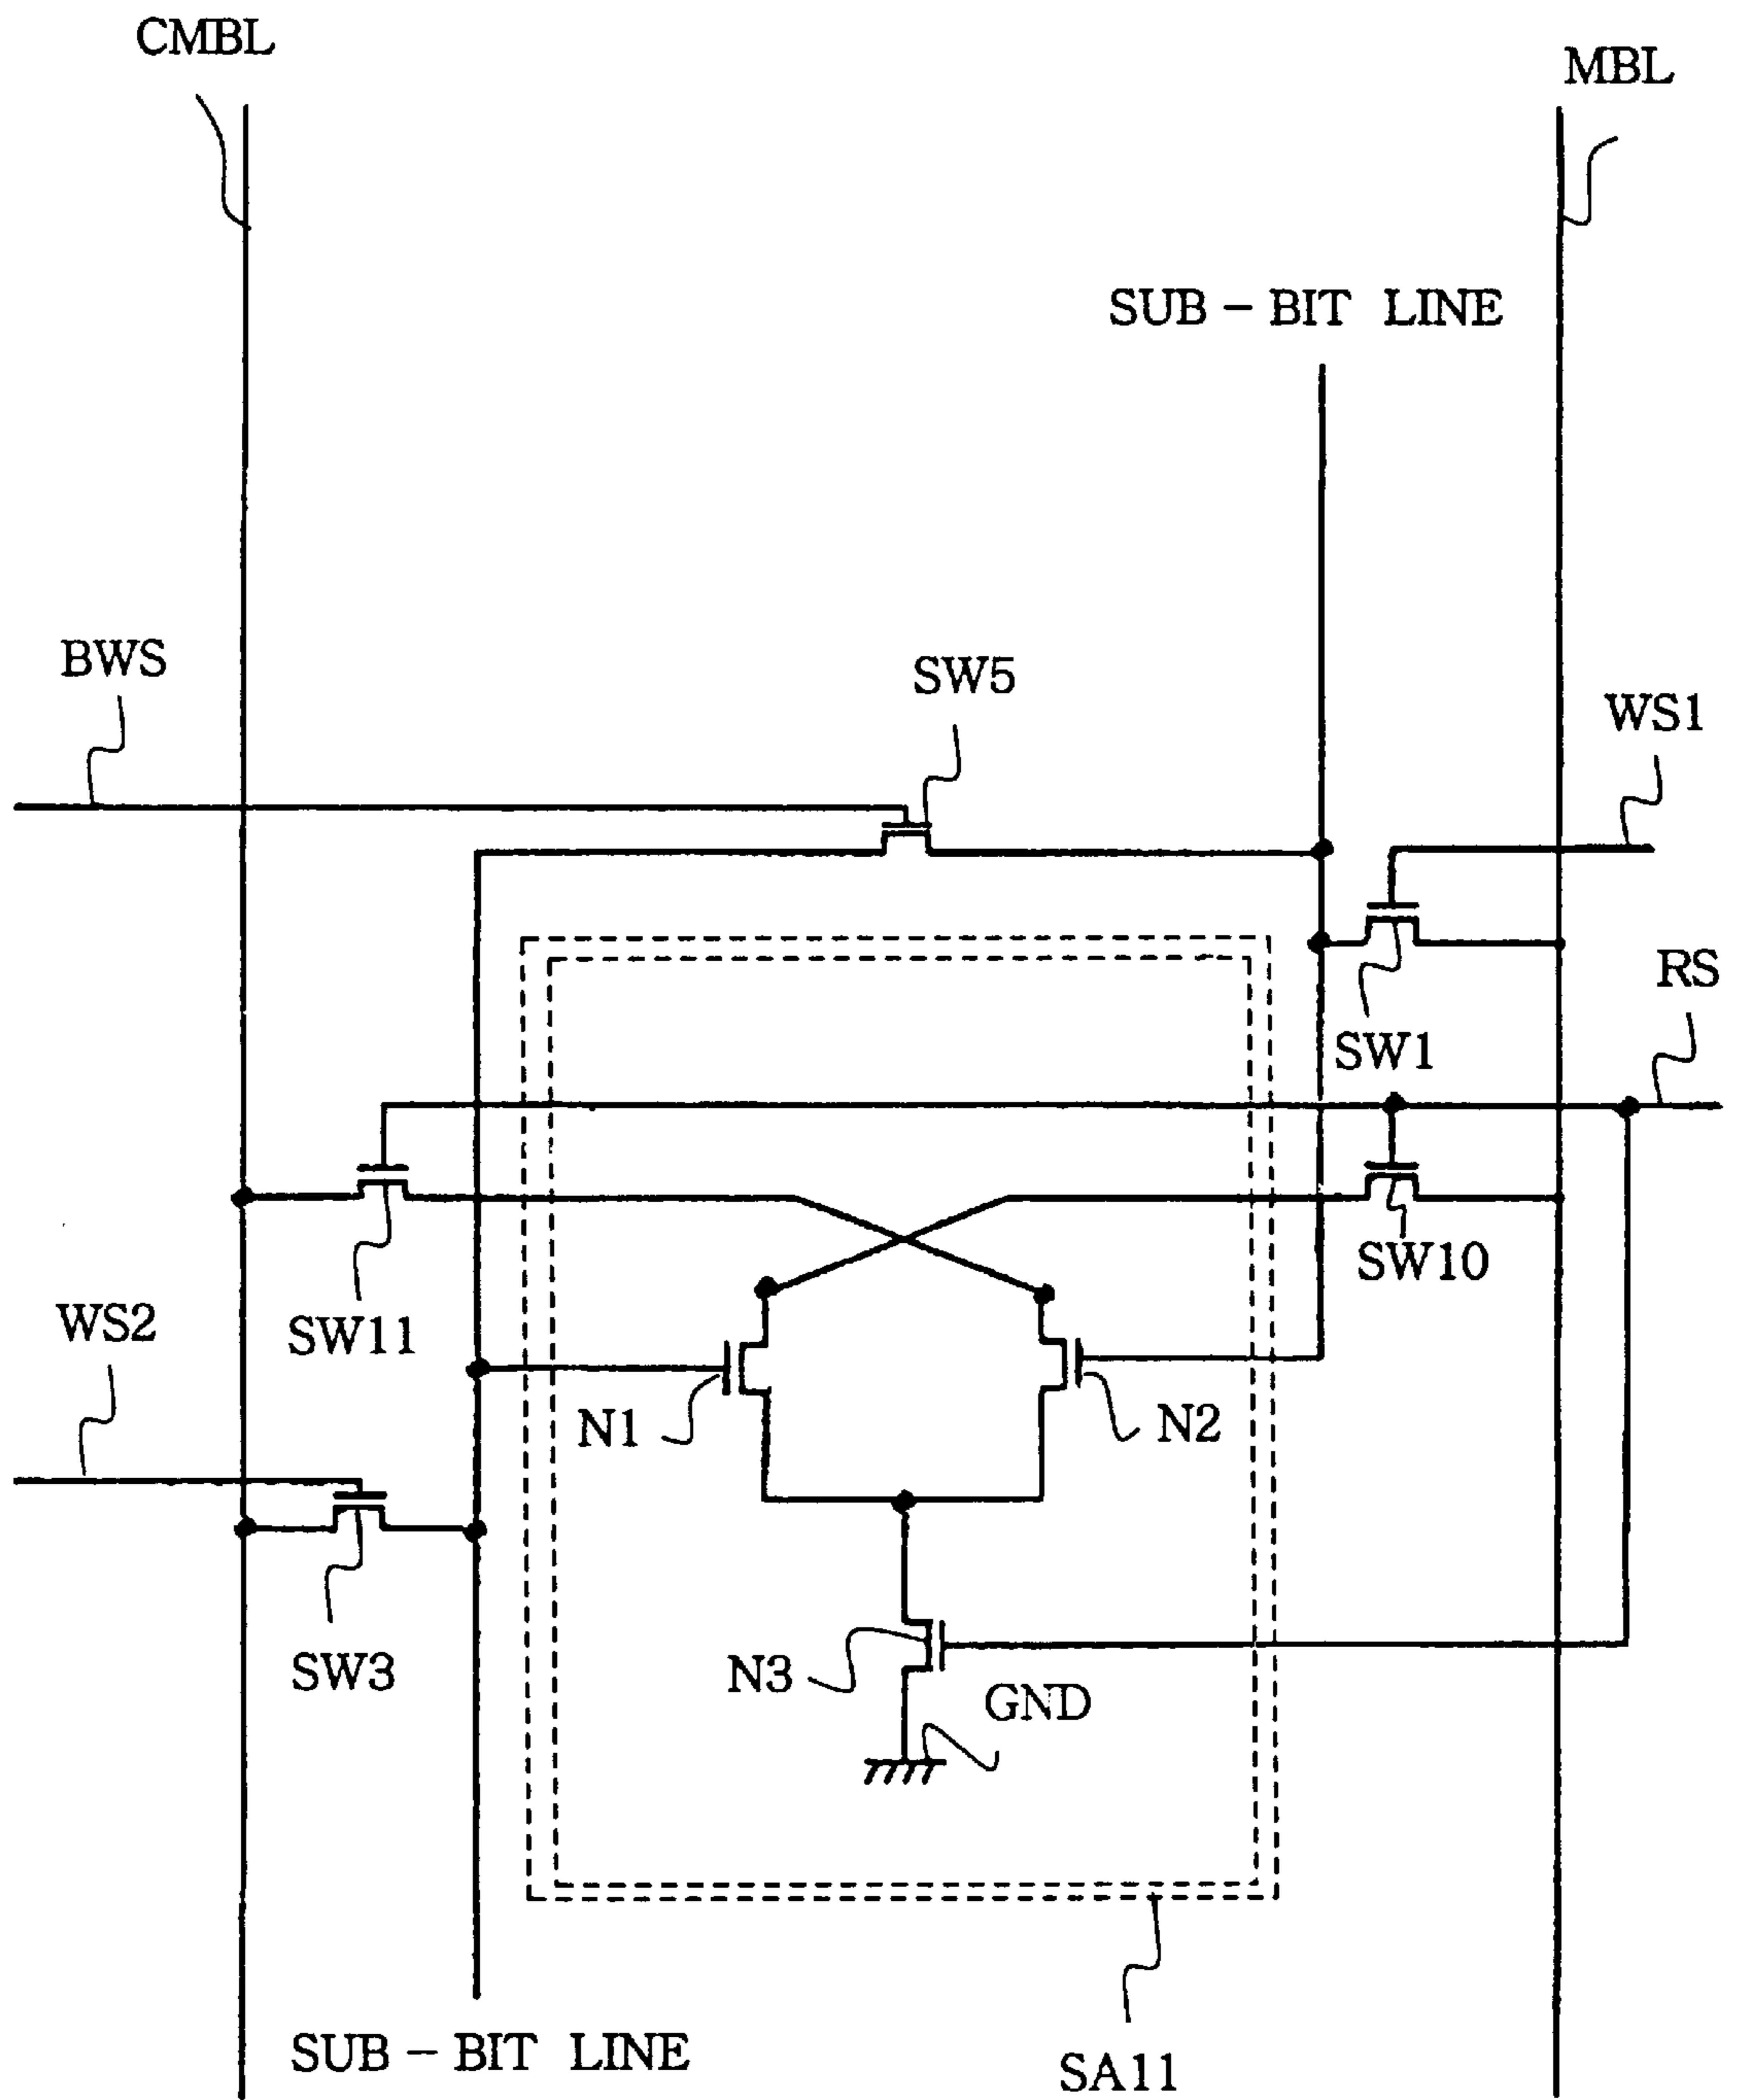 CMBL
MBL
SUB – BIT LINE
BWS
SW5
WS1
RS
SW1
SW10
WS2
SW11
N1
N2
SW3
N3
GND
SUB – BIT LINE
SA11